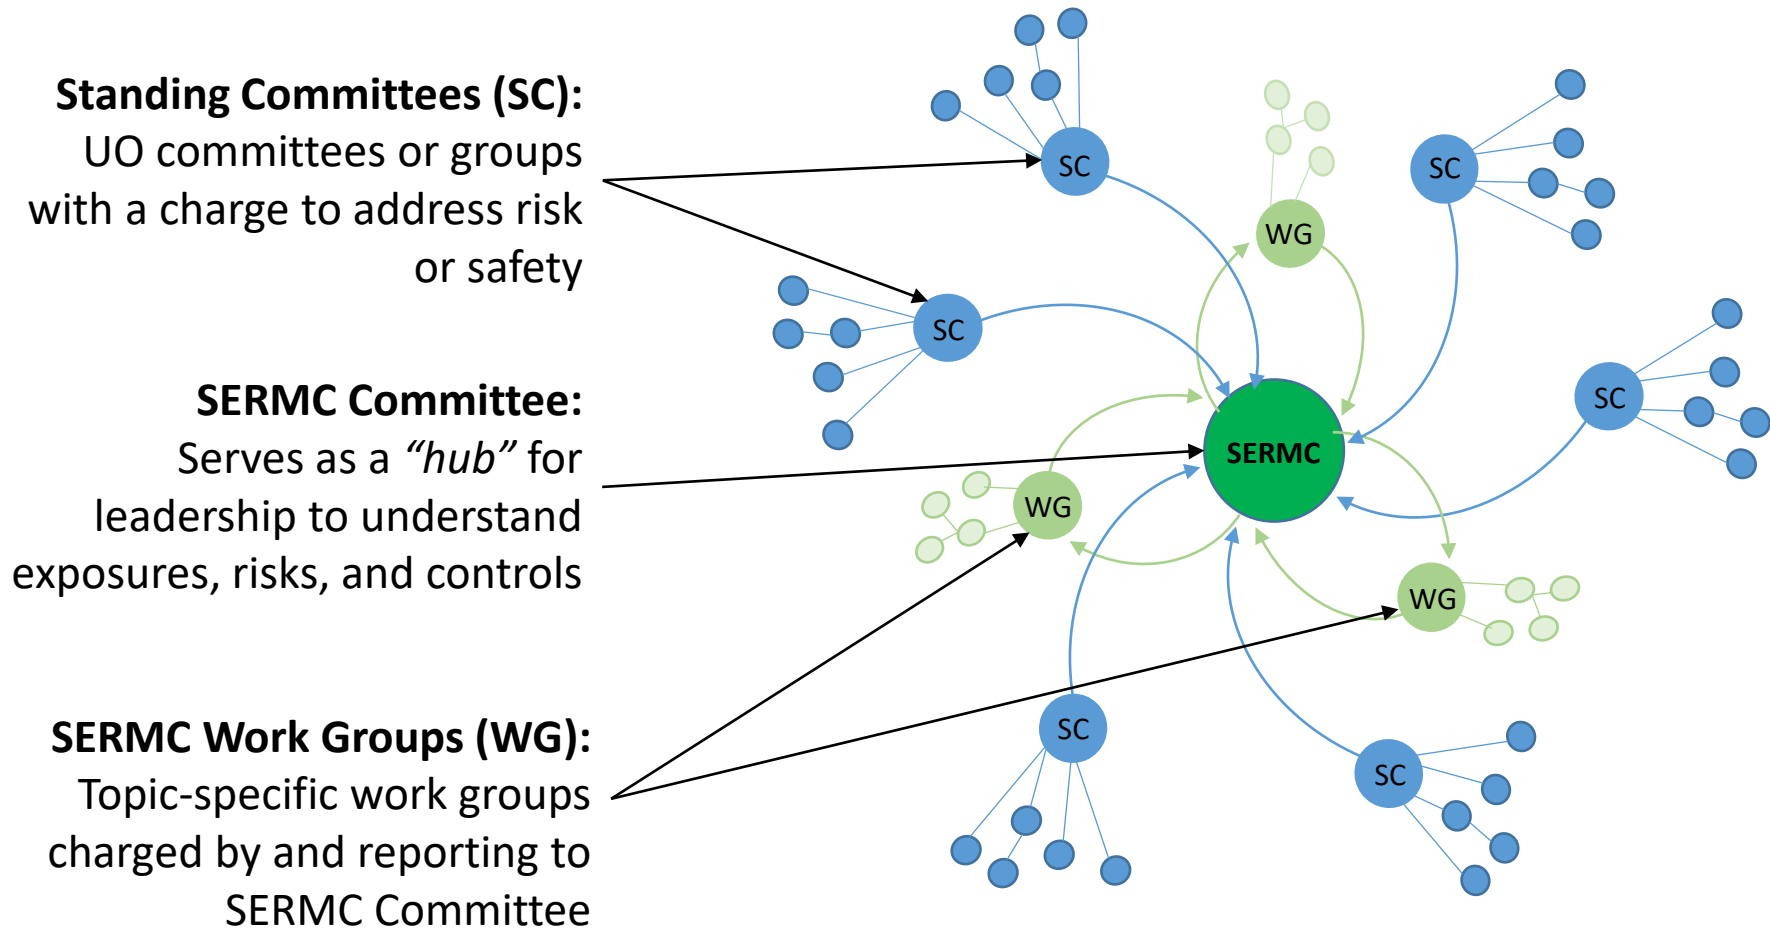 Standing Committees (SC):
UO committees or groups
with a charge to address risk
or safety
SERMC Committee:
Serves as a “hub” for
leadership to understand
exposures, risks, and controls
SERMC Work Groups (WG):
Topic-specific work groups
charged by and reporting to
SERMC Committee
SC
SC
WG
SC
SC
SERMC
WG
WG
SC
SC